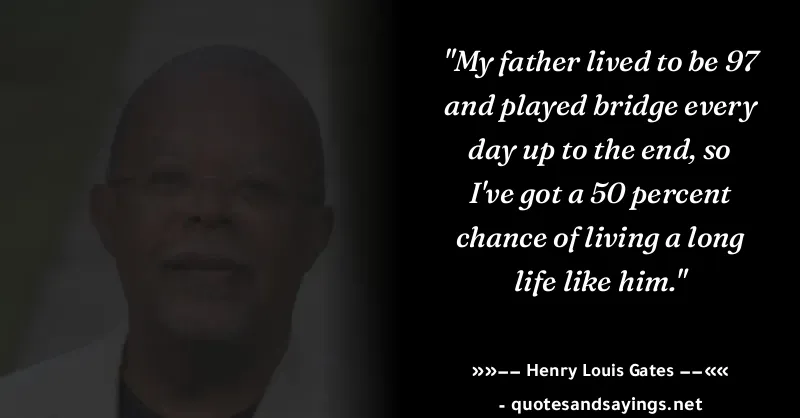 "My father lived to be 97
and played bridge every
day up to the end, so
I've got a 50 percent
chance of living a long
life like him."
»»−− Henry Louis Gates −−««
- quotesandsayings.net